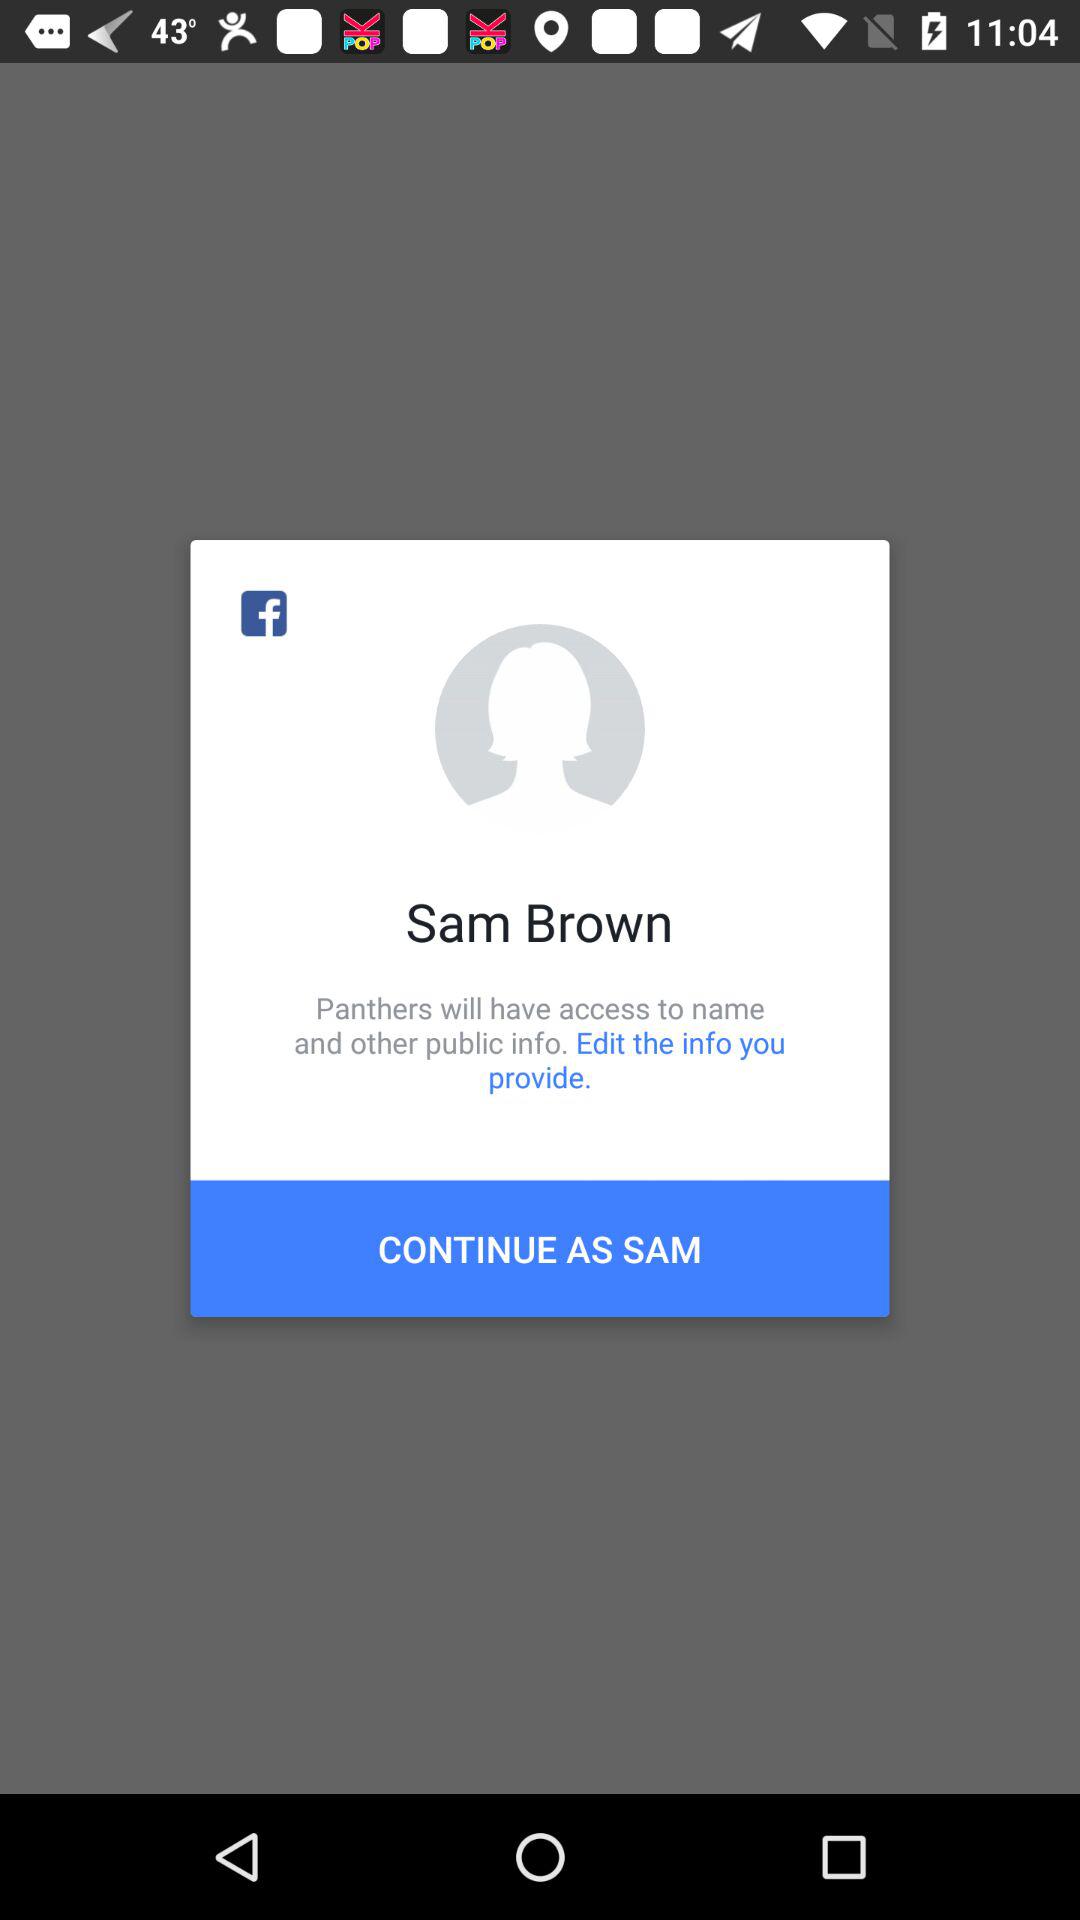 43° POP POP 11:04
Sam Brown
Panthers will have access to name
and other public info. Edit the info you
provide.
CONTINUE AS SAM